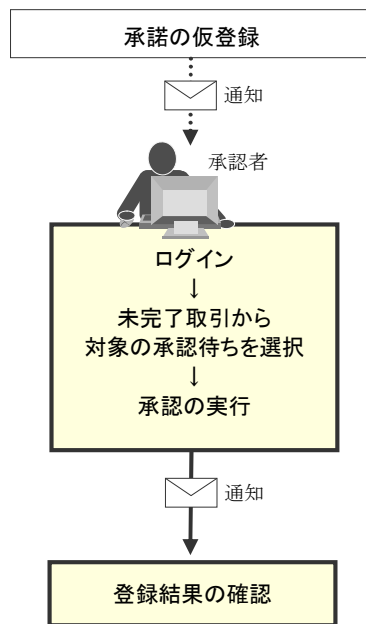 承諾の仮登録
通知
承認者
ログイン
↓
未完了取引から
対象の承認待ちを選択
↓
承認の実行
通知
登録結果の確認